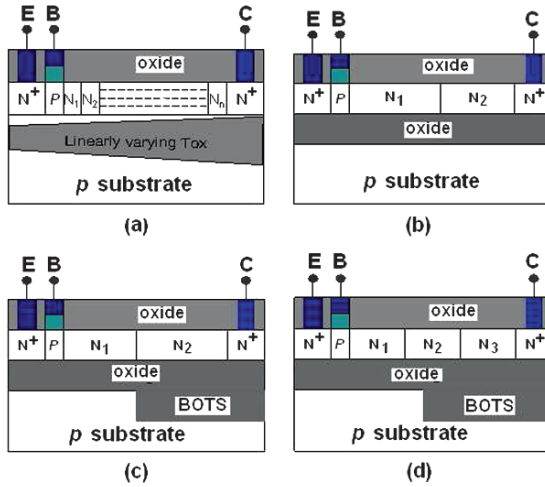 E B C
oxide
N+ P N1 N2 Nn N+
Linearly varying Tox
p substrate
(a)
E B C
oxide
N+ P N1 N2 N+
oxide
p substrate
(b)
E B C
oxide
N+ P N1 N2 N+
oxide
BOTS
p substrate
(c)
E B C
oxide
N+ P N1 N2 N3 N+
oxide
BOTS
p substrate
(d)